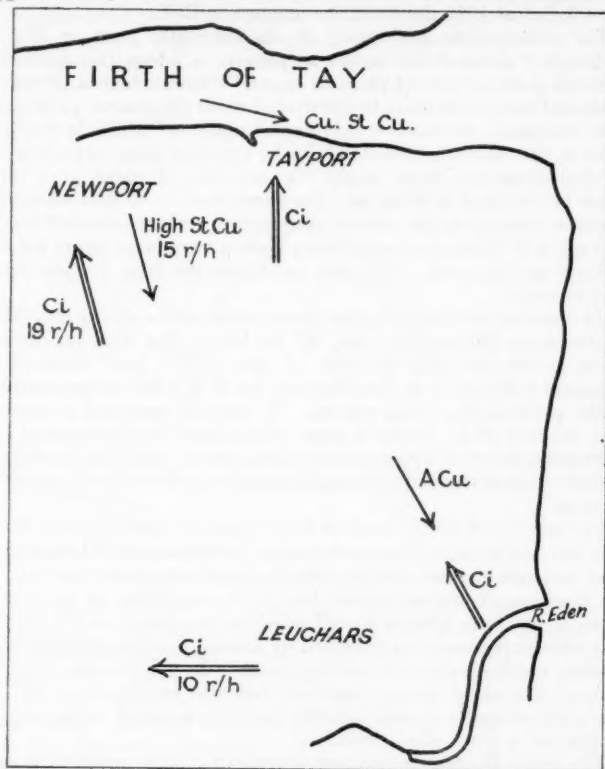 FIRTH OF TAY
Cu. St Cu.
TAYPORT
NEWPORT
High St Cu
15 r/h
Ci
Ci
19 r/h
A Cu
Ci
R. Eden
LEUCHARS
Ci
10 r/h